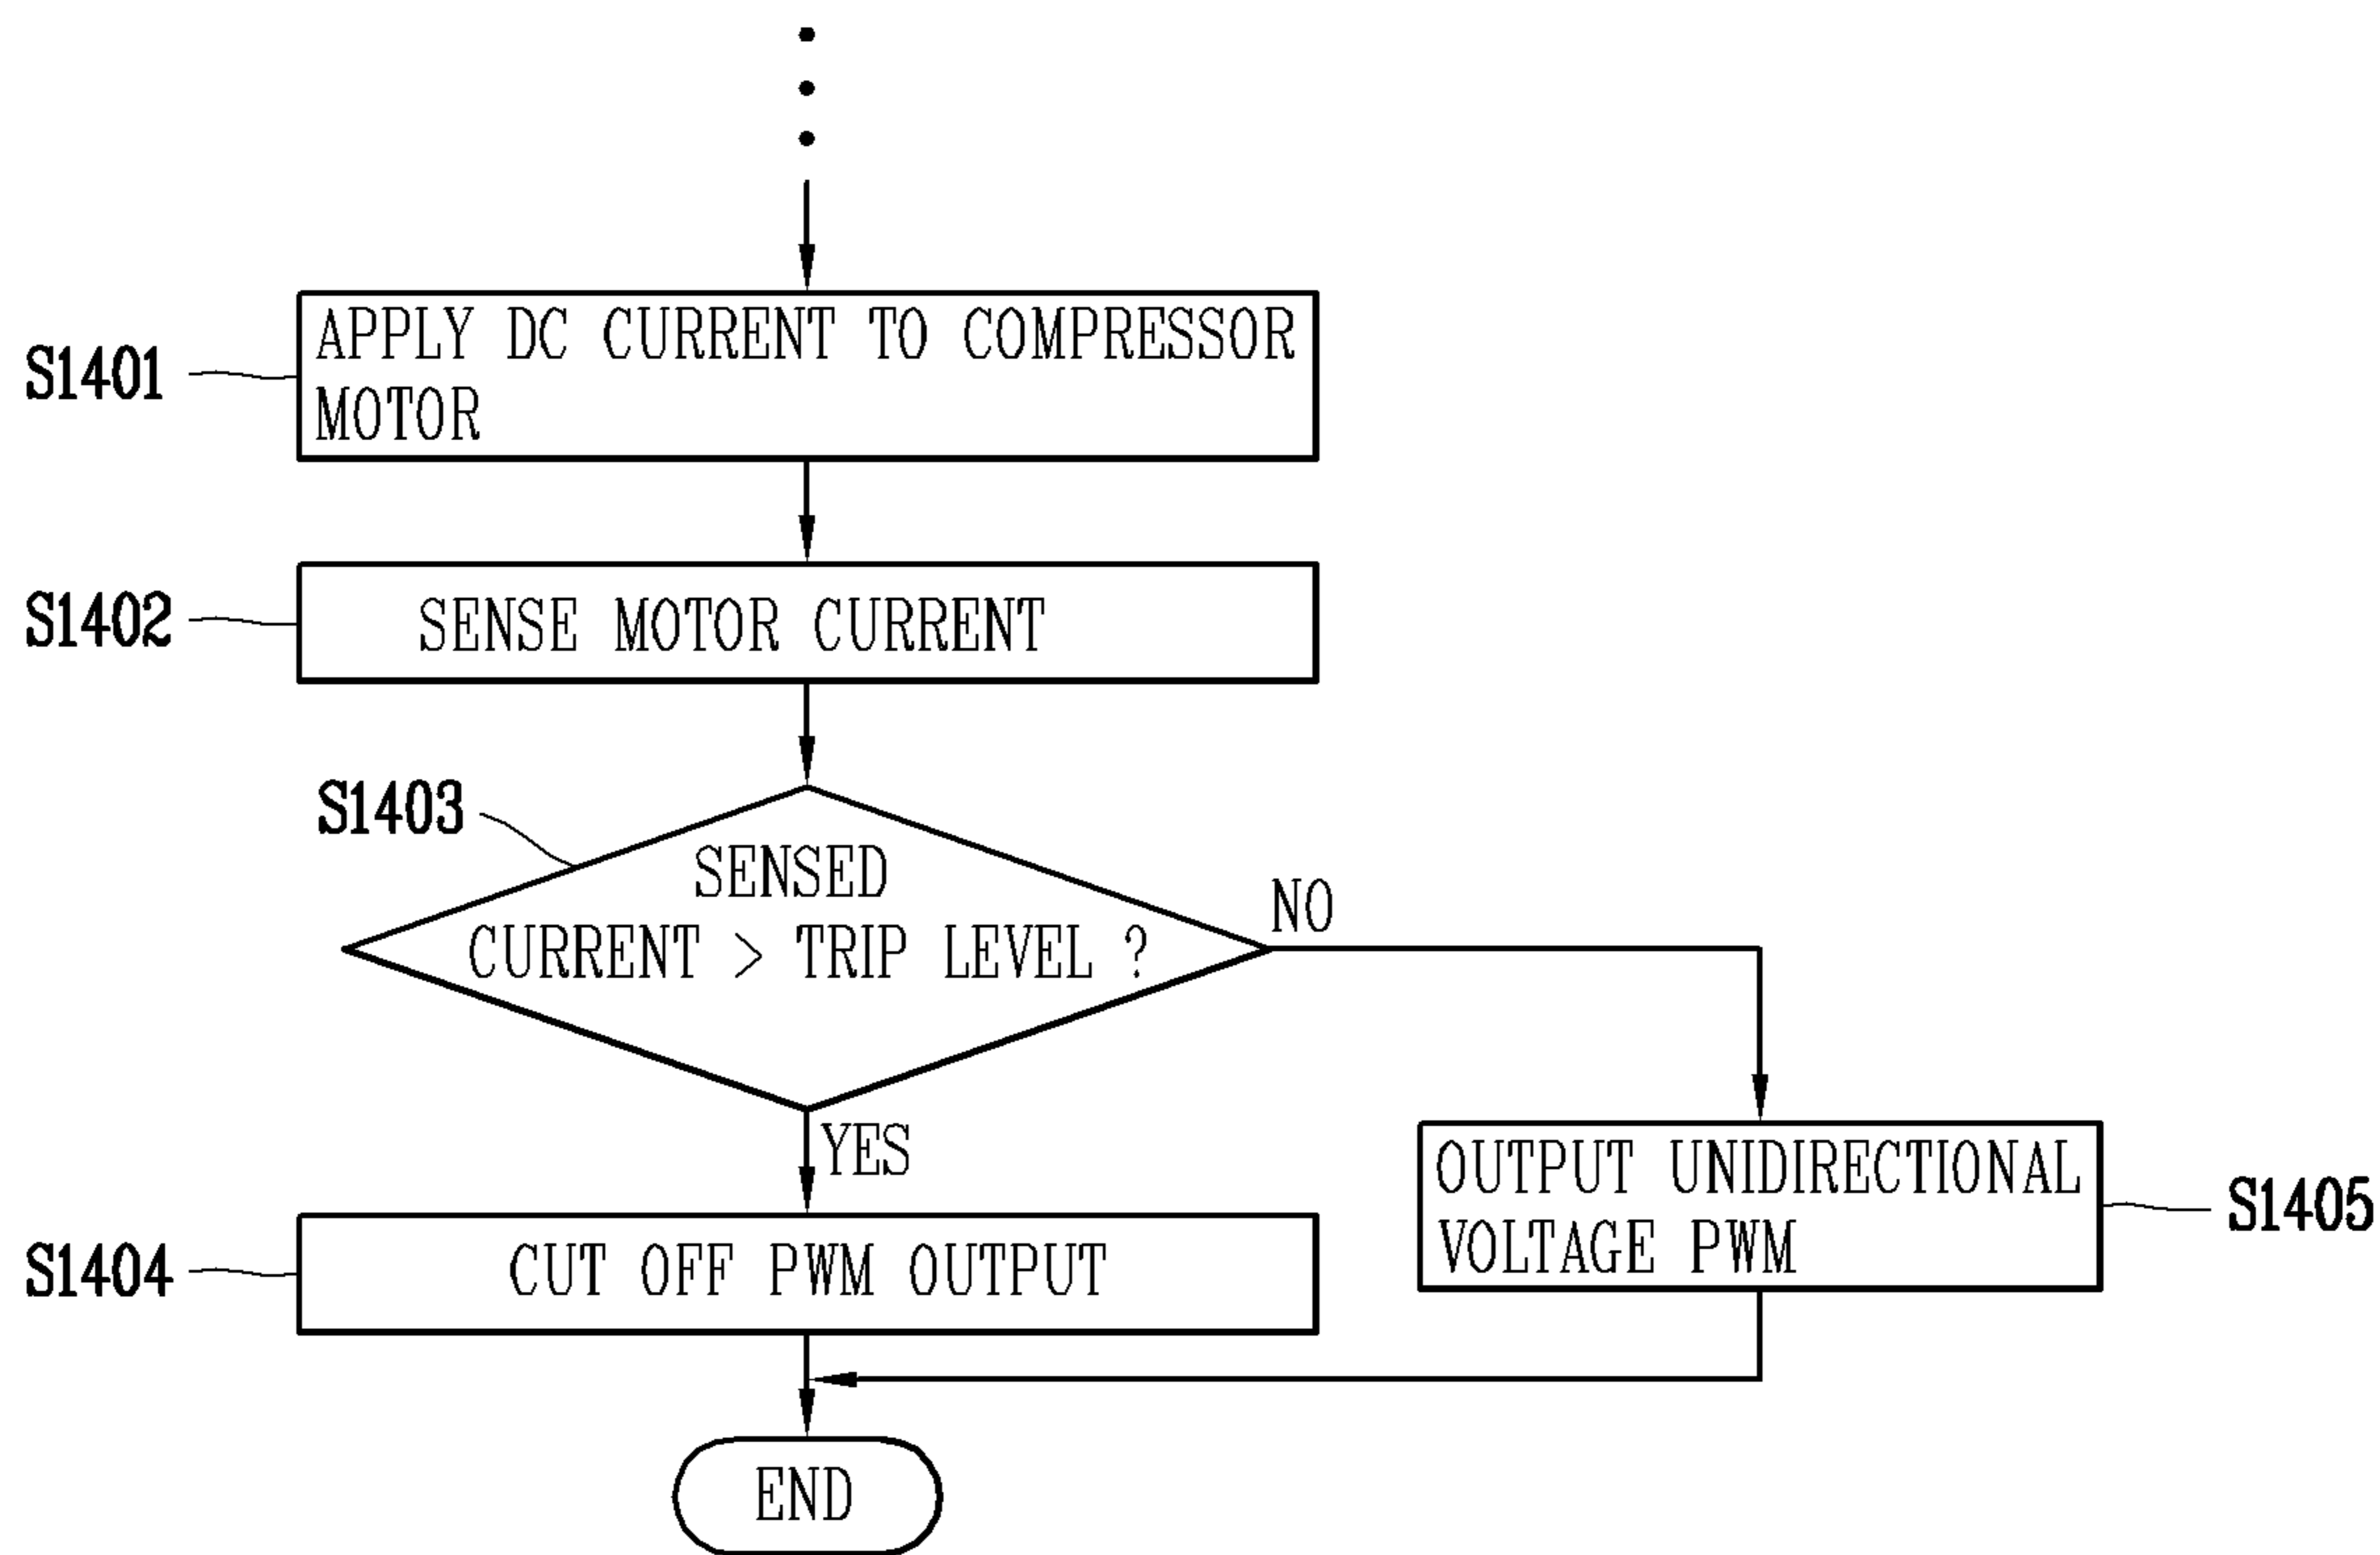 S1401
APPLY DC CURRENT TO COMPRESSOR
MOTOR
S1402
SENSE MOTOR CURRENT
S1403
SENSED
CURRENT > TRIP LEVEL ?
NO
YES
S1404
CUT OFF PWM OUTPUT
OUTPUT UNIDIRECTIONAL
VOLTAGE PWM
S1405
END